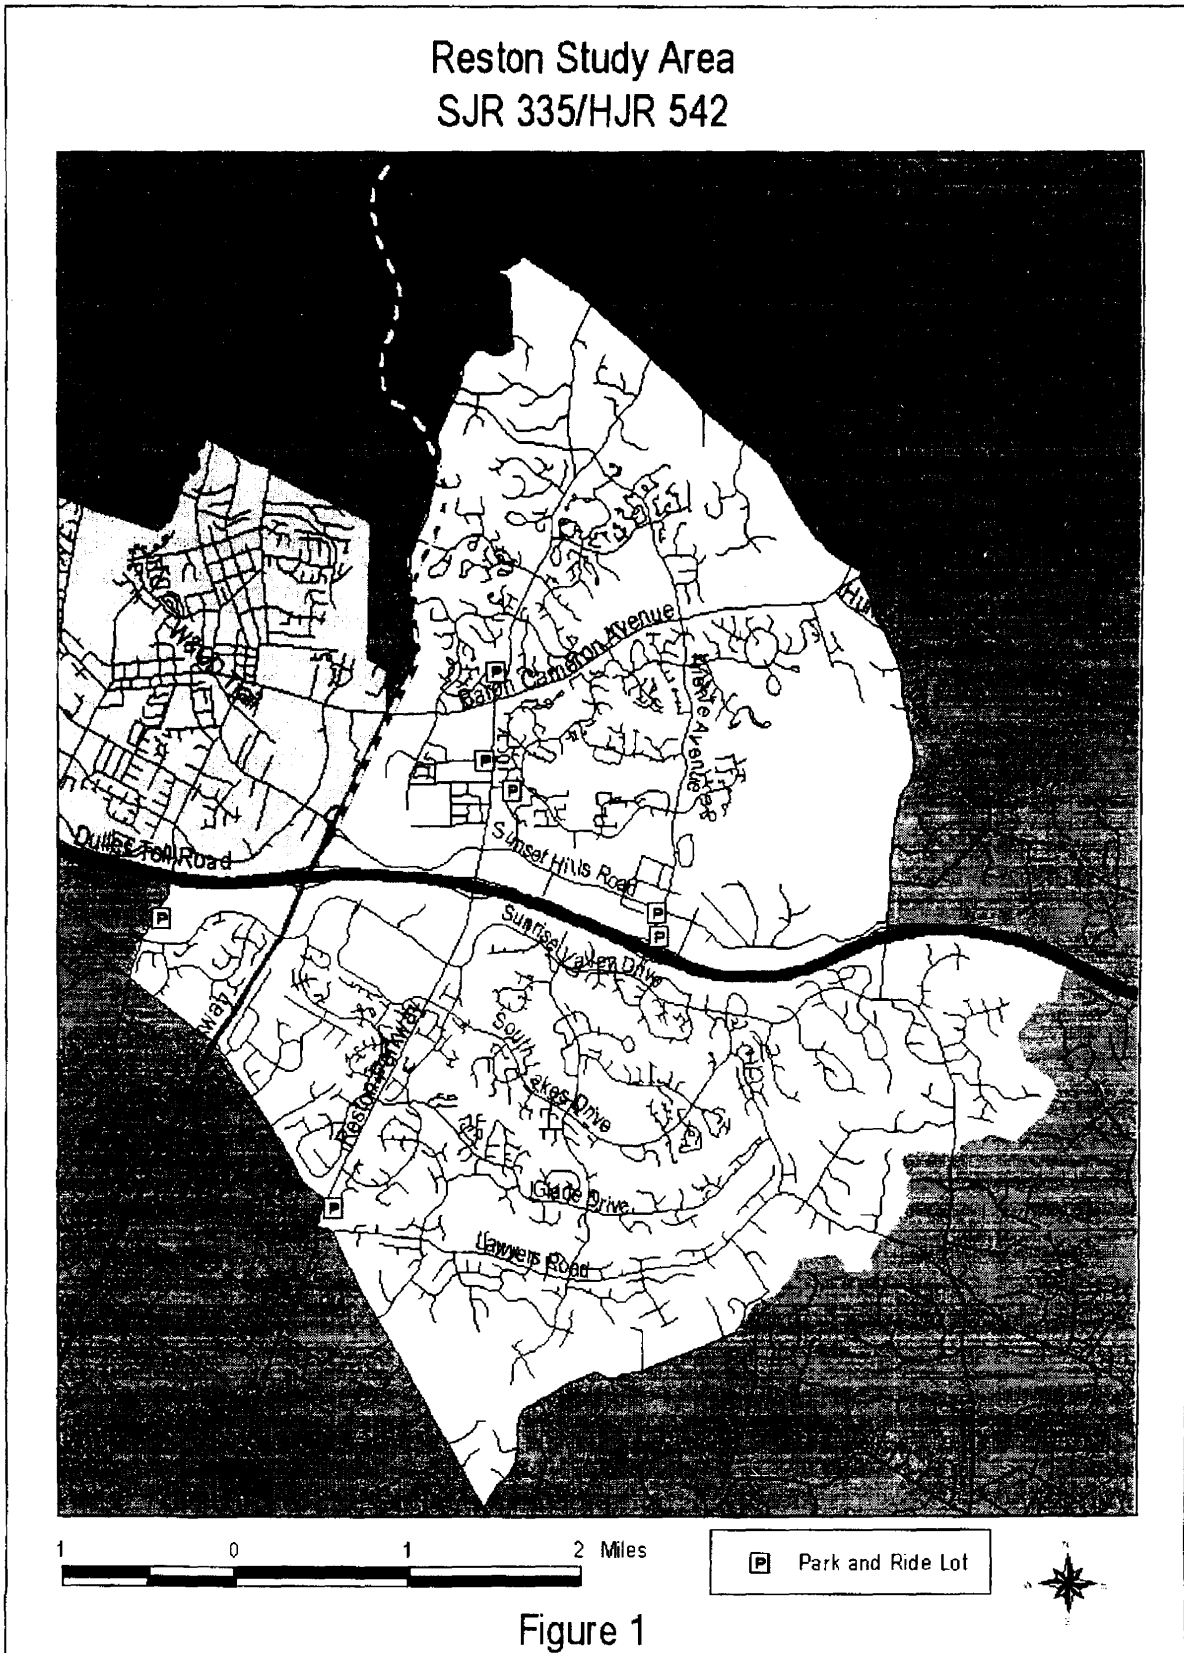 Reston Study Area
SJR 335/HJR 542
Baron Cameron Avenue
Wiehle Avenue
Dulles Toll Road
Sunset Hills Road
Sunrise Valley Drive
South Lakes Drive
Reston Parkway
Glade Drive
Lawyers Road
1 0 1 2 Miles
P Park and Ride Lot
Figure 1